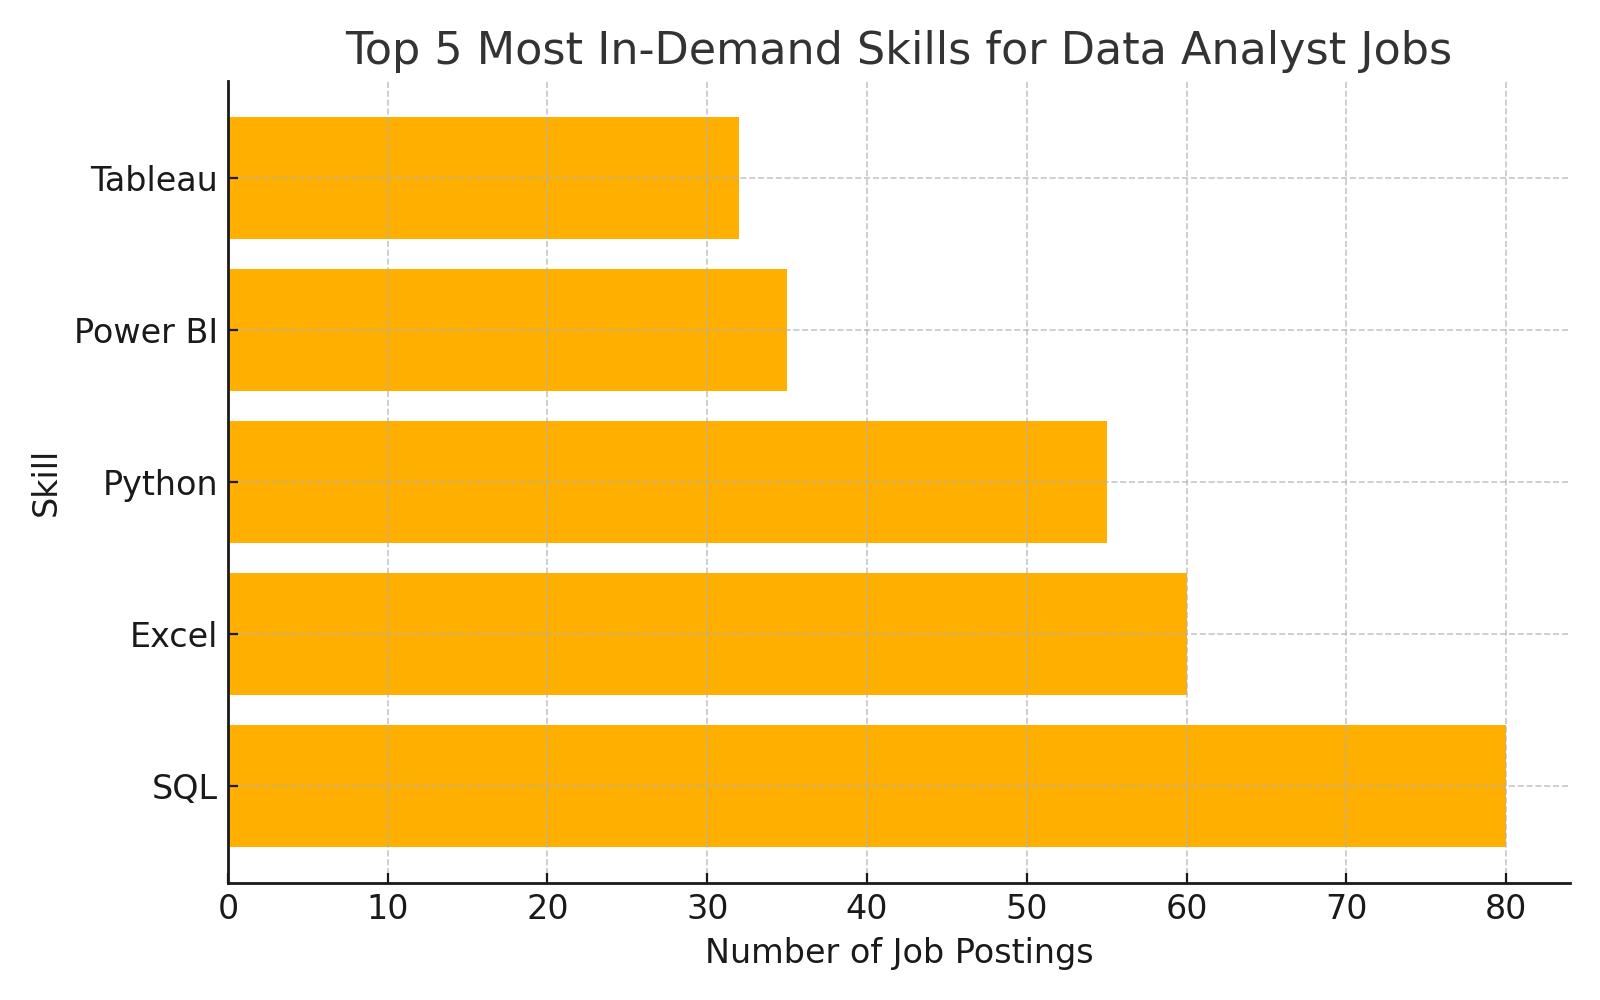 Top 5 Most In-Demand Skills for Data Analyst Jobs
Skill
Tableau
Power BI
Python
Excel
SQL
0 10 20 30 40 50 60 70 80
Number of Job Postings